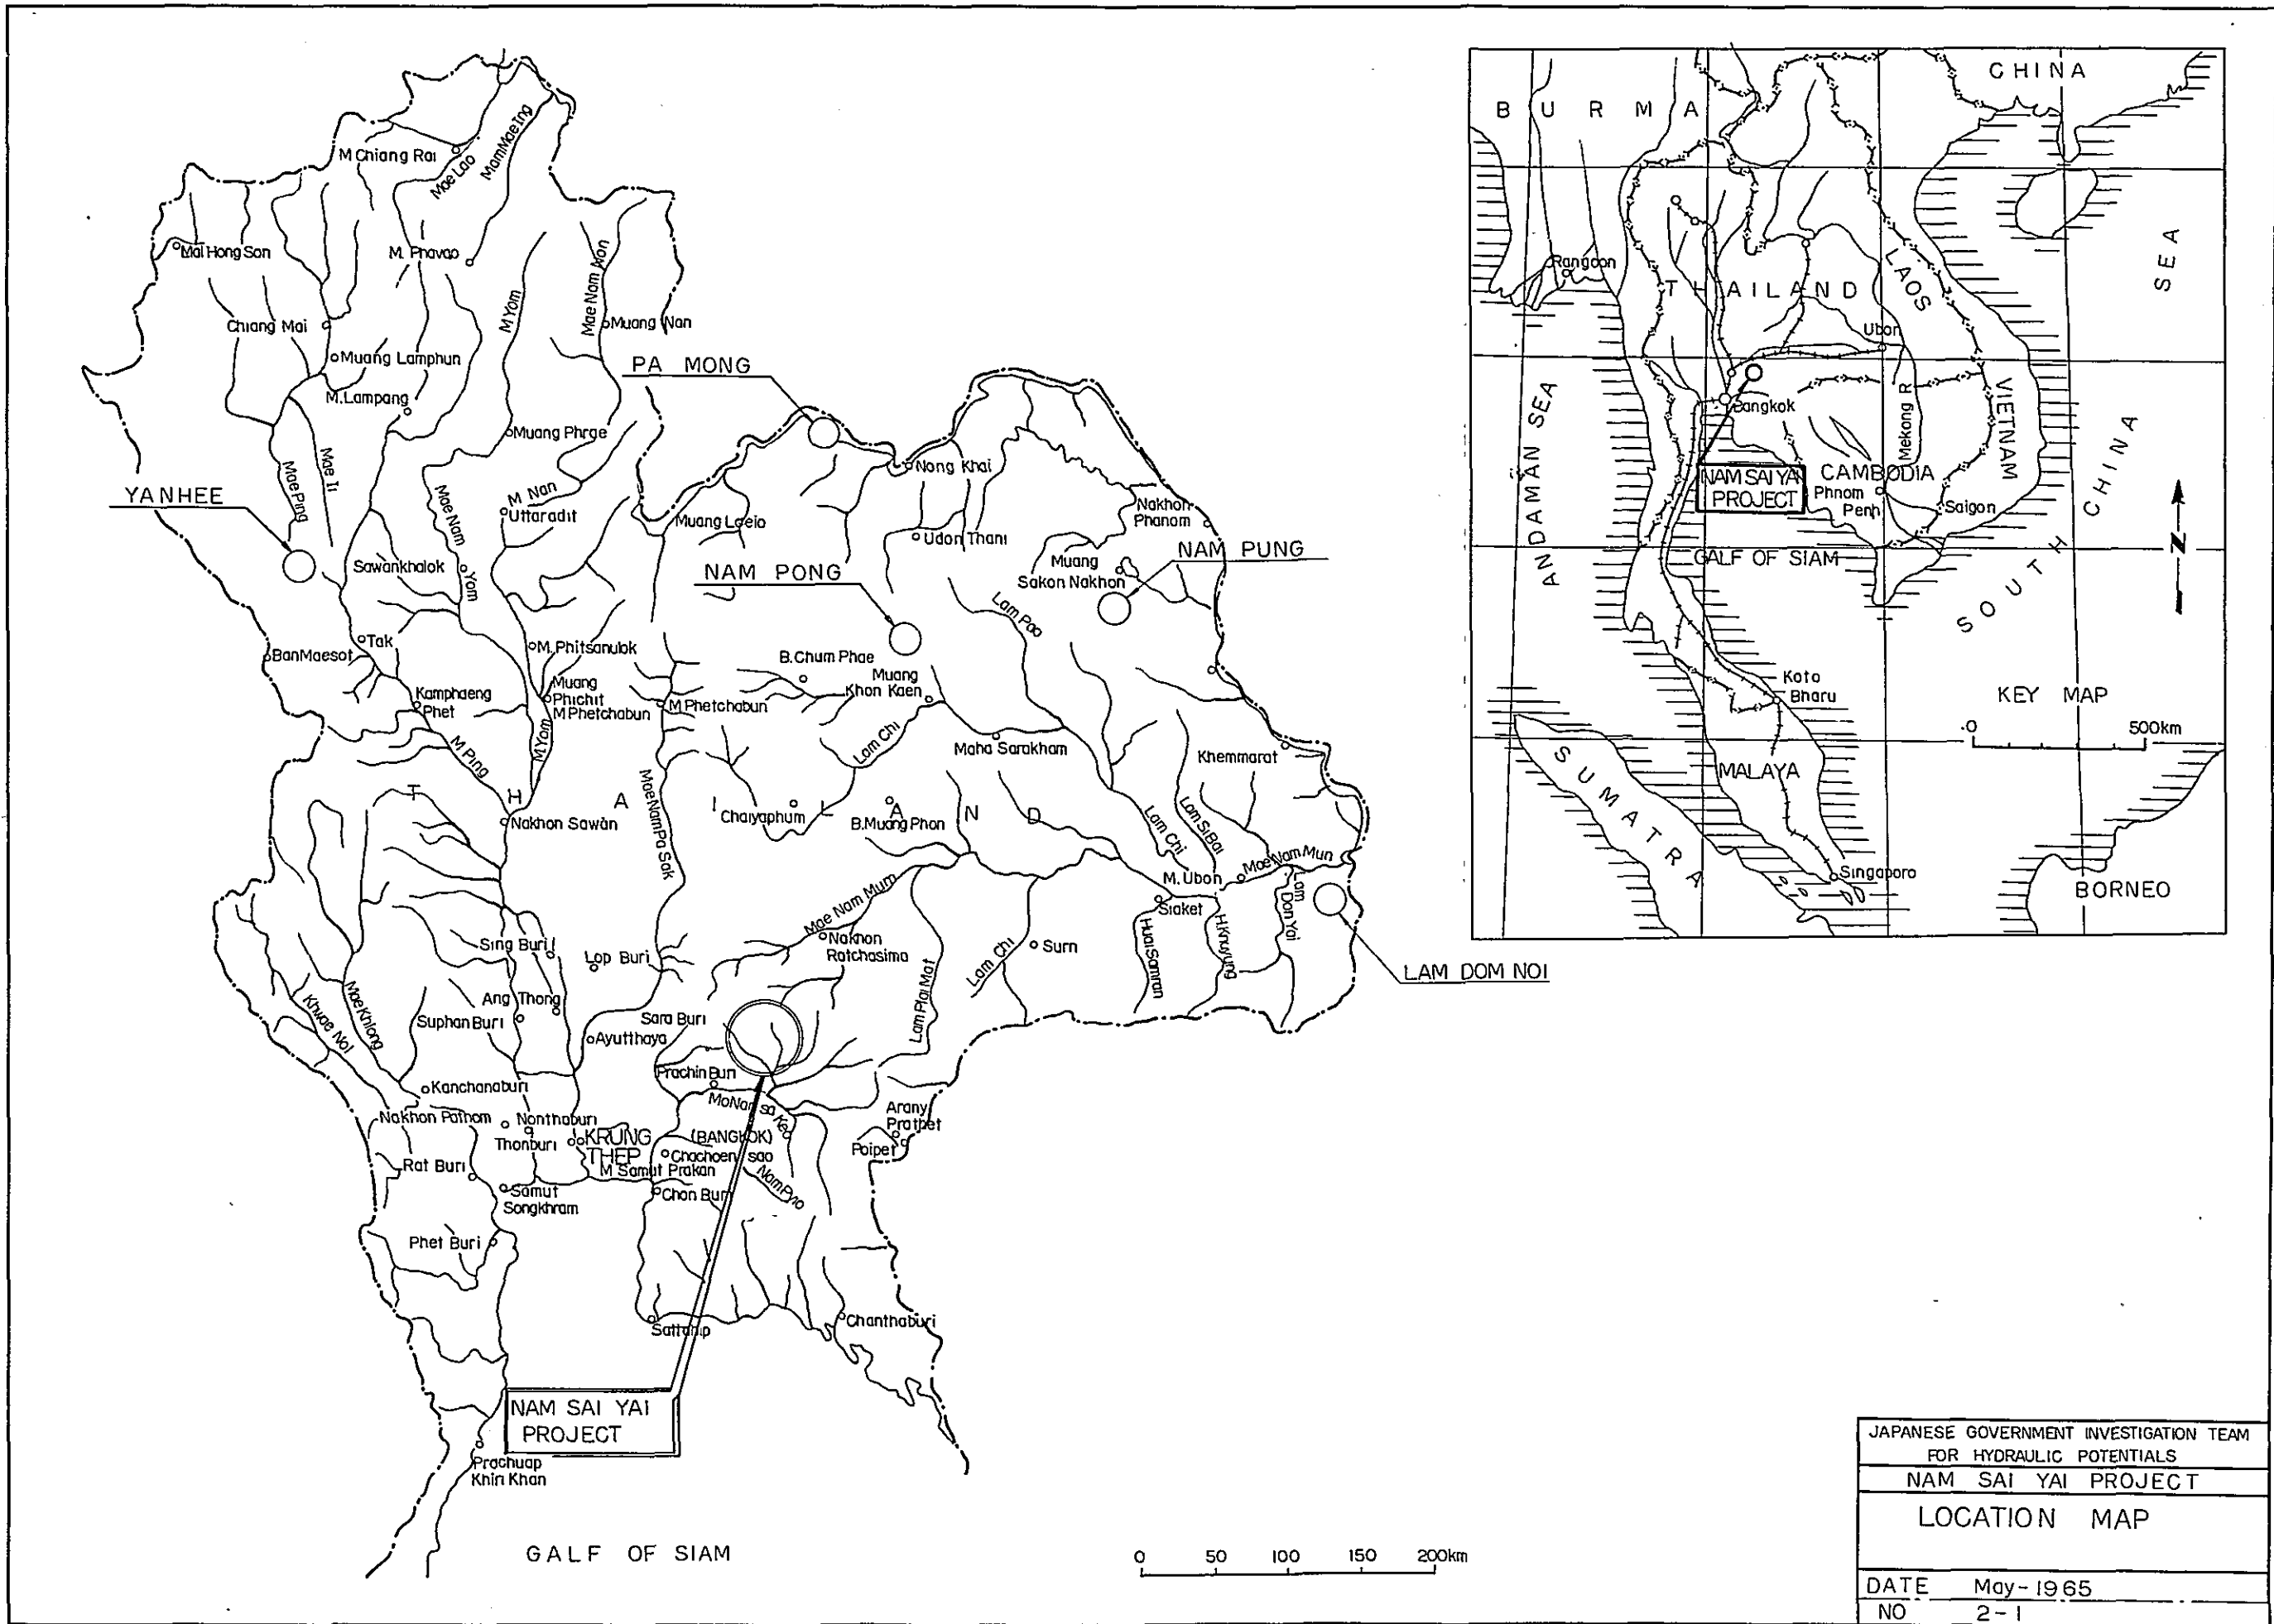 M Chiang Rai
Mae Lao
MamMaeIng
Mai Hong Son
M. Phavao
Mae Nam Won
M Yom
Chiang Mai
Muang Nan
Muang Lamphun
PA MONG
M. Lampang
Muang Phrge
Mae Ping
Mae Ii
YANHEE
Mae Nam
Yom
M Nan
Uttaradit
Nong Khai
Muang Loeio
Udon Thani
Nakhon
Phanom
NAM PUNG
Sawankhalok
NAM PONG
Muang
Sakon Nakhon
Lam Pao
Tak
Ban Maesot
M. Phitsanulok
B. Chum Phae
Muang
Khon Kaen
Kamphaeng
Phet
Muang
Phichit
M Phetchabun
M Phetchabun
M Ping
M Yom
Lam Chi
Maha Sarakham
Khemmarat
Mae Nam Pa Sak
T H A I L A N D
Nakhon Sawan
Chaiyaphum
B. Muang Phon
Lam Chi
Lam Si Bai
Mae Nam Mun
M. Ubon
Siaket
Mae Nam Mum
Lam
Don Yai
Sing Buri
Lop Buri
Nakhon
Ratchasima
Lam Chi
Surn
Huai Samran
H. Khuyung
LAM DOM NOI
Lam Plai Mat
Khwae Noi
Mae Khlong
Ang Thong
Suphan Buri
Sara Buri
Ayutthaya
Prachin Buri
Kanchanaburi
Nakhon Pathom
Nonthaburi
Thonburi
KRUNG
THEP
(BANGKOK)
Arany
Prathet
Poipet
Chachoen sao
M Samut Prakan
Rat Buri
Samut
Songkhram
Chon Buri
Phet Buri
Sattahip
Chanthaburi
NAM SAI YAI
PROJECT
Prachuap
Khiri Khan
GALF OF SIAM
0 50 100 150 200km
CHINA
BURMA
Rangoon
THAILAND
LAOS
SEA
Ubon
ANDAMAN SEA
Bangkok
Mekong R
VIETNAM
NAM SAI YAI
PROJECT
CAMBODIA
Phnom
Penh
Saigon
SOUTH CHINA
N
GALF OF SIAM
Koto
Bharu
KEY MAP
0 500km
SUMATRA
MALAYA
Singaporo
BORNEO
JAPANESE GOVERNMENT INVESTIGATION TEAM
FOR HYDRAULIC POTENTIALS
NAM SAI YAI PROJECT
LOCATION MAP
DATE May-1965
NO 2-1